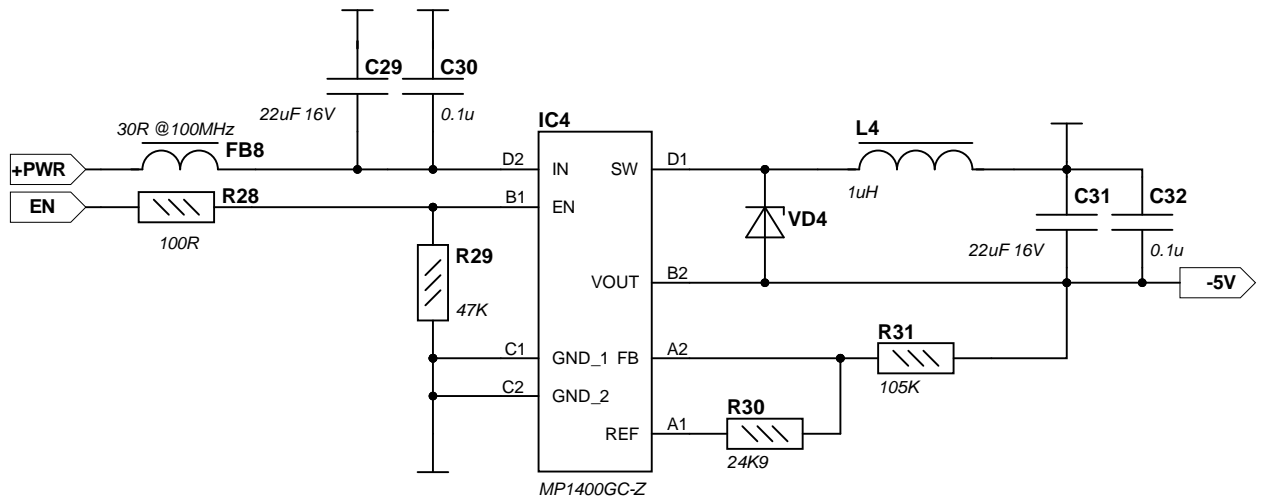 C29
C30
22uF 16V
0.1u
30R @100MHz
FB8
+PWR
EN
R28
100R
R29
47K
IC4
D2
IN
SW
D1
B1
EN
VOUT
B2
C1
GND_1
FB
A2
C2
GND_2
REF
A1
MP1400GC-Z
L4
1uH
VD4
C31
C32
22uF 16V
0.1u
-5V
R31
105K
R30
24K9